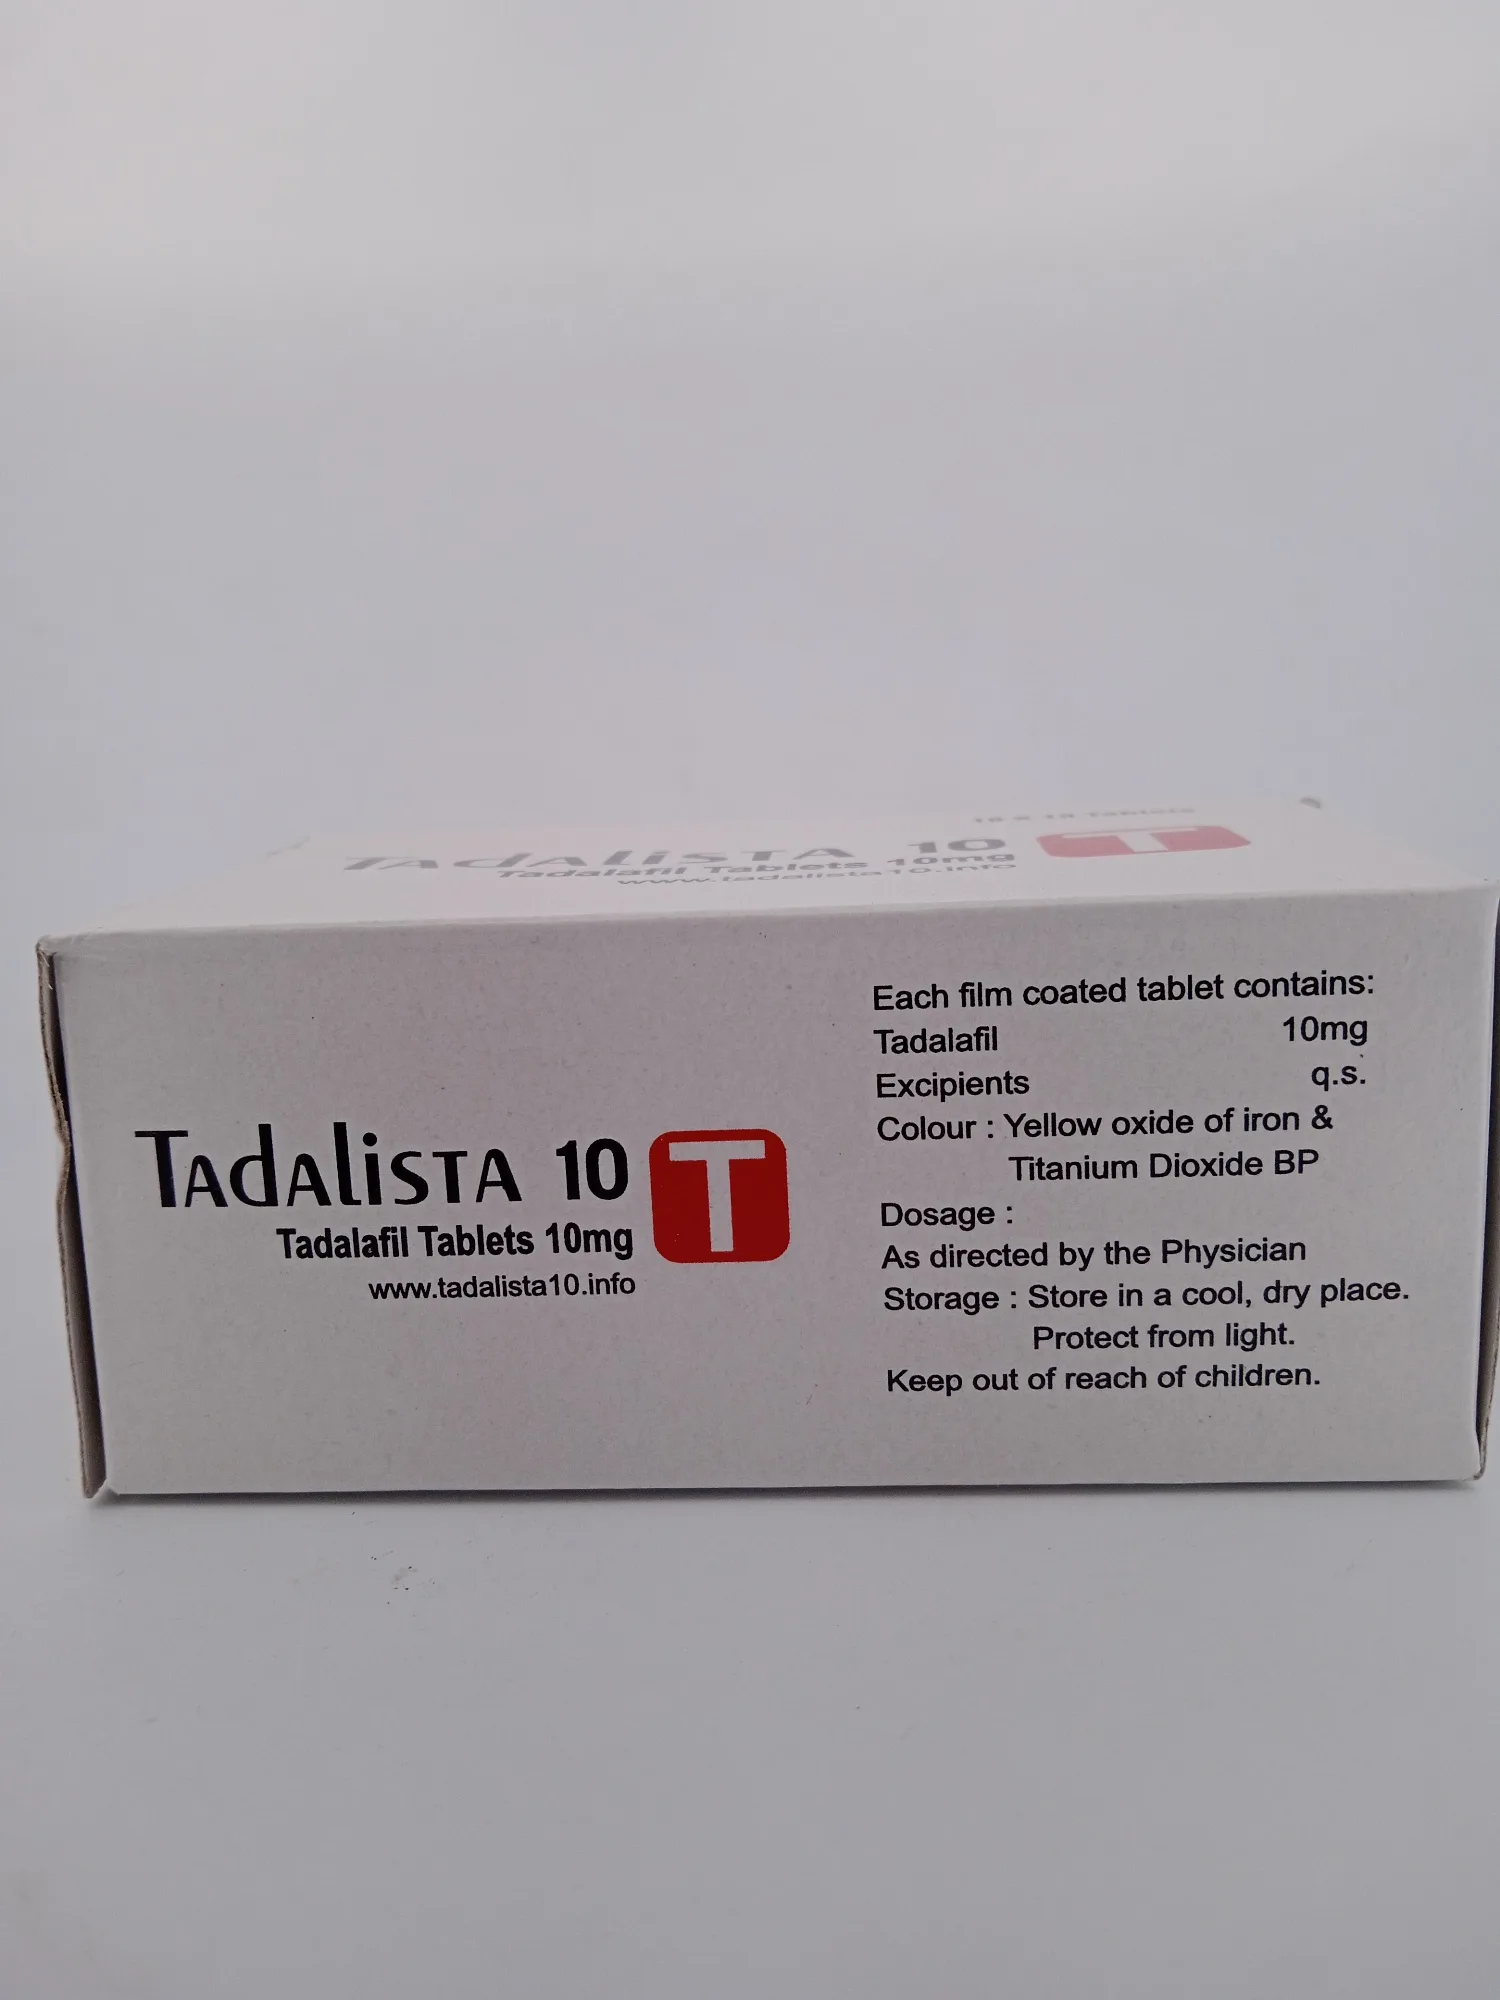 Tablets
TAdAliSTA 10
T
Tadalafil Tablets 10mg
www.tadalista10.info
TAdAliSTA 10
T
Tadalafil Tablets 10mg
www.tadalista10.info
Each film coated tablet contains:
Tadalafil 10mg
Excipients q.s.
Colour : Yellow oxide of iron &
Titanium Dioxide BP
Dosage :
As directed by the Physician
Storage : Store in a cool, dry place.
Protect from light.
Keep out of reach of children.